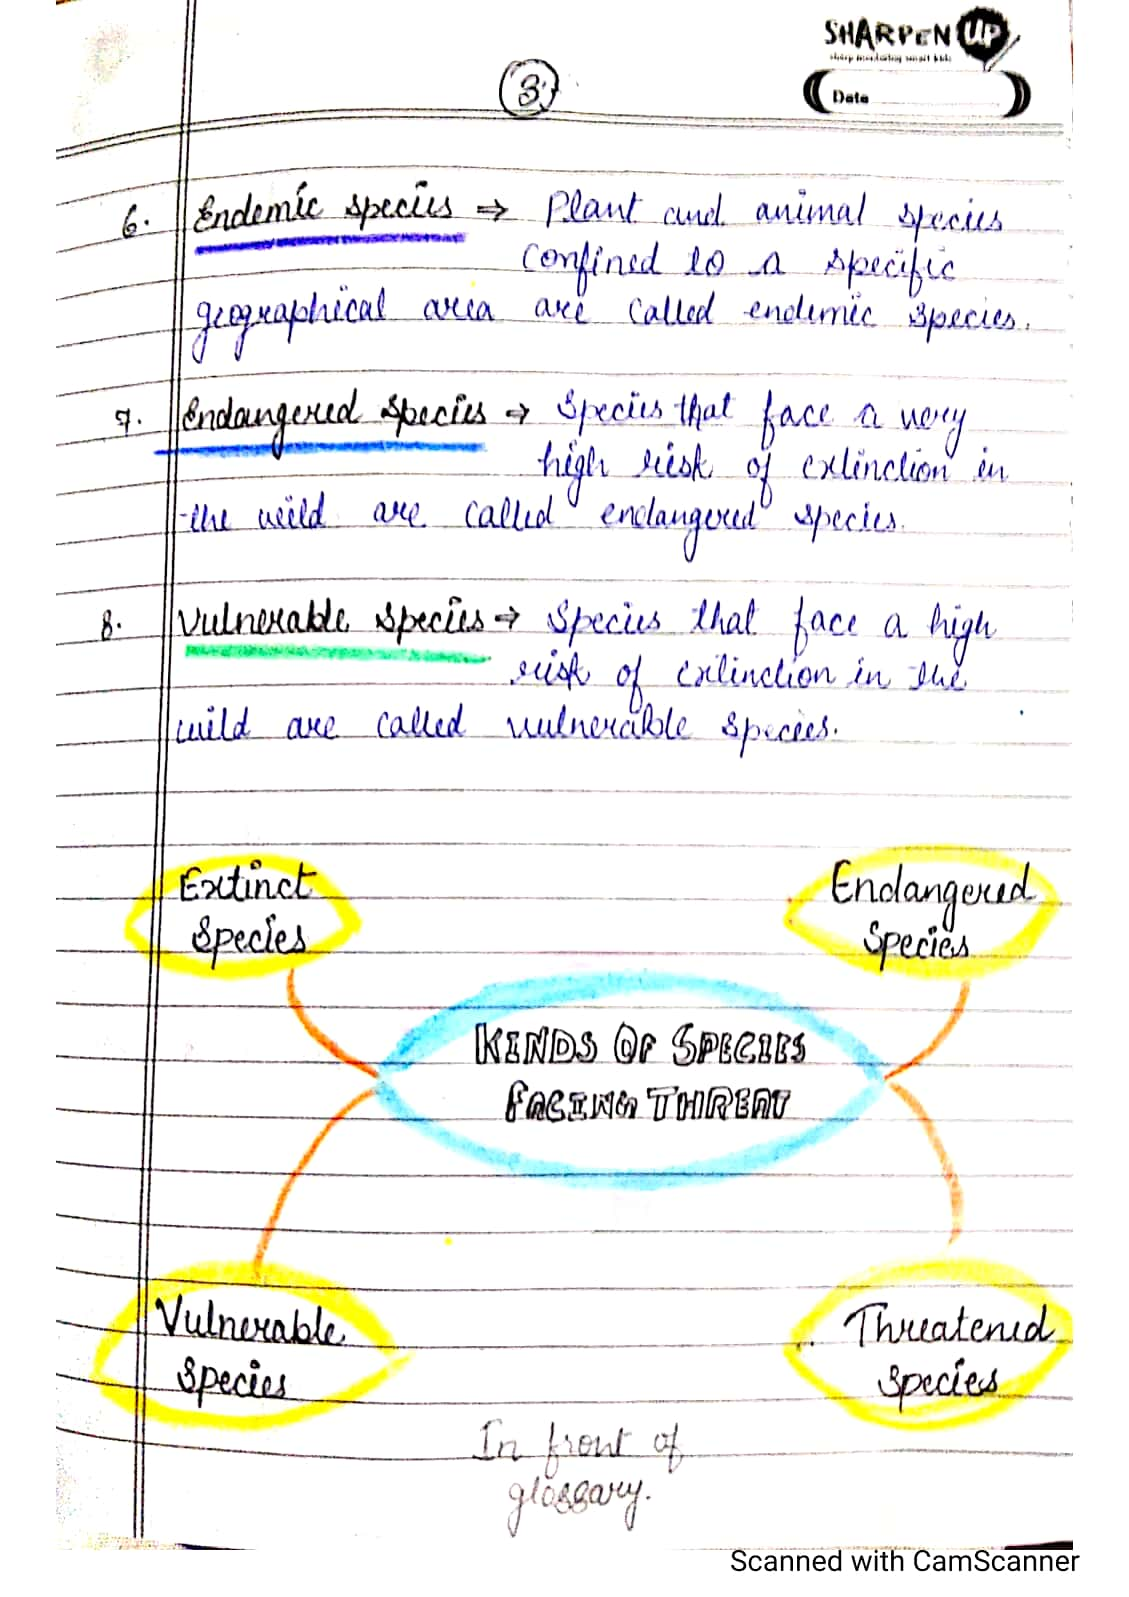 SHARPEN UP
3
Date
6. Endemic species ⇒ Plant and animal species
confined to a specific
geographical area are called endemic species.
7. Endangered species → Species that face a very
high risk of extinction in
the wild are called endangered species.
8. Vulnerable species → Species that face a high
risk of extinction in the
wild are called vulnerable species.
Extinct
Species
Endangered
Species
KINDS OF SPECIES
FACING THREAT
Vulnerable
Species
Threatened
Species
In front of
glossary.
Scanned with CamScanner